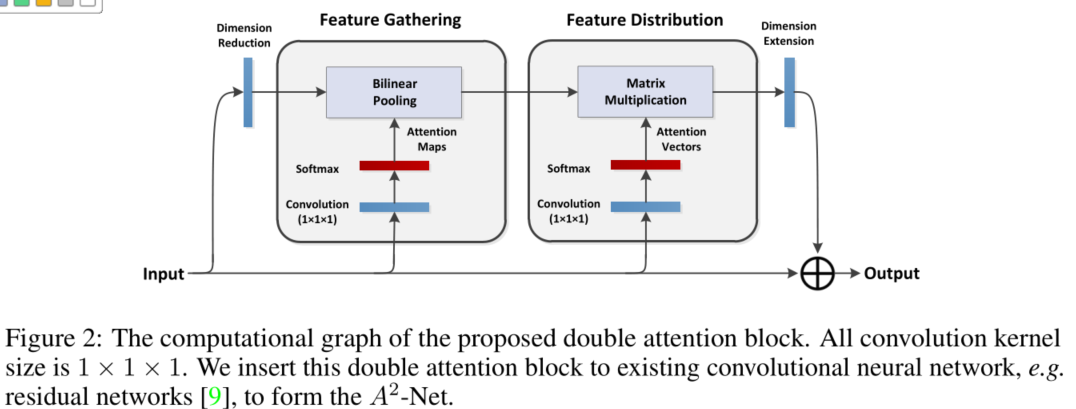 Feature Gathering
Feature Distribution
Dimension
Reduction
Dimension
Extension
Bilinear
Pooling
Matrix
Multiplication
Attention
Maps
Attention
Vectors
Softmax
Softmax
Convolution
(1×1×1)
Convolution
(1×1×1)
Input
Output
Figure 2: The computational graph of the proposed double attention block. All convolution kernel
size is 1 × 1 × 1. We insert this double attention block to existing convolutional neural network, e.g.
residual networks [9], to form the A²-Net.